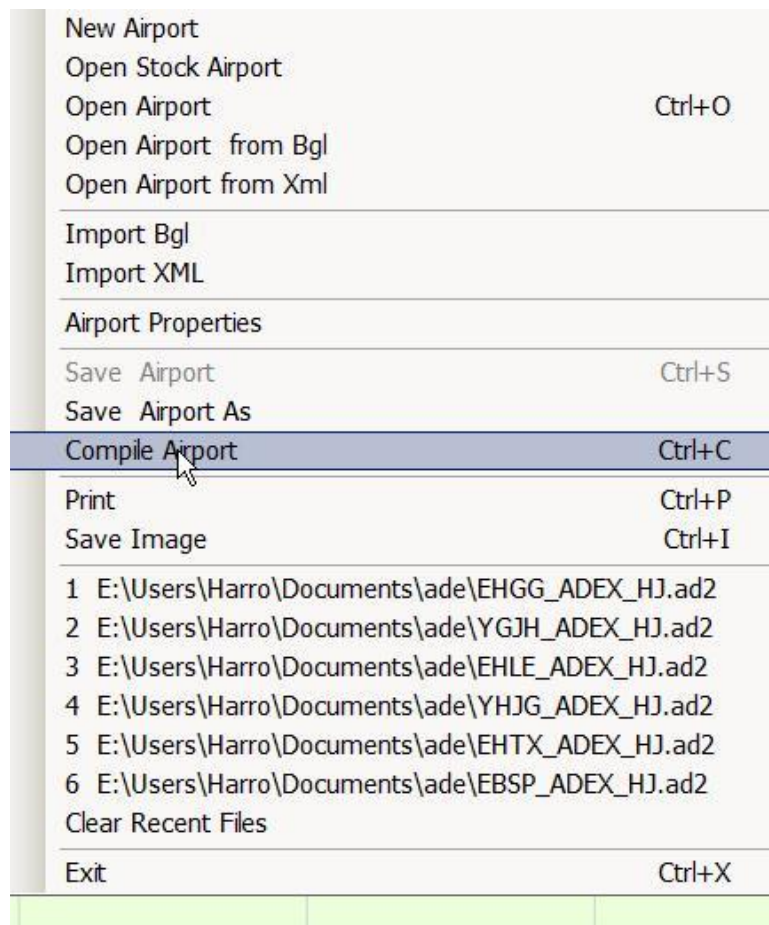 New Airport
Open Stock Airport
Open Airport Ctrl+O
Open Airport  from Bgl
Open Airport from Xml
Import Bgl
Import XML
Airport Properties
Save  Airport Ctrl+S
Save  Airport As
Compile Airport Ctrl+C
Print Ctrl+P
Save Image Ctrl+I
1  E:\Users\Harro\Documents\ade\EHGG_ADEX_HJ.ad2
2  E:\Users\Harro\Documents\ade\YGJH_ADEX_HJ.ad2
3  E:\Users\Harro\Documents\ade\EHLE_ADEX_HJ.ad2
4  E:\Users\Harro\Documents\ade\YHJG_ADEX_HJ.ad2
5  E:\Users\Harro\Documents\ade\EHTX_ADEX_HJ.ad2
6  E:\Users\Harro\Documents\ade\EBSP_ADEX_HJ.ad2
Clear Recent Files
Exit Ctrl+X